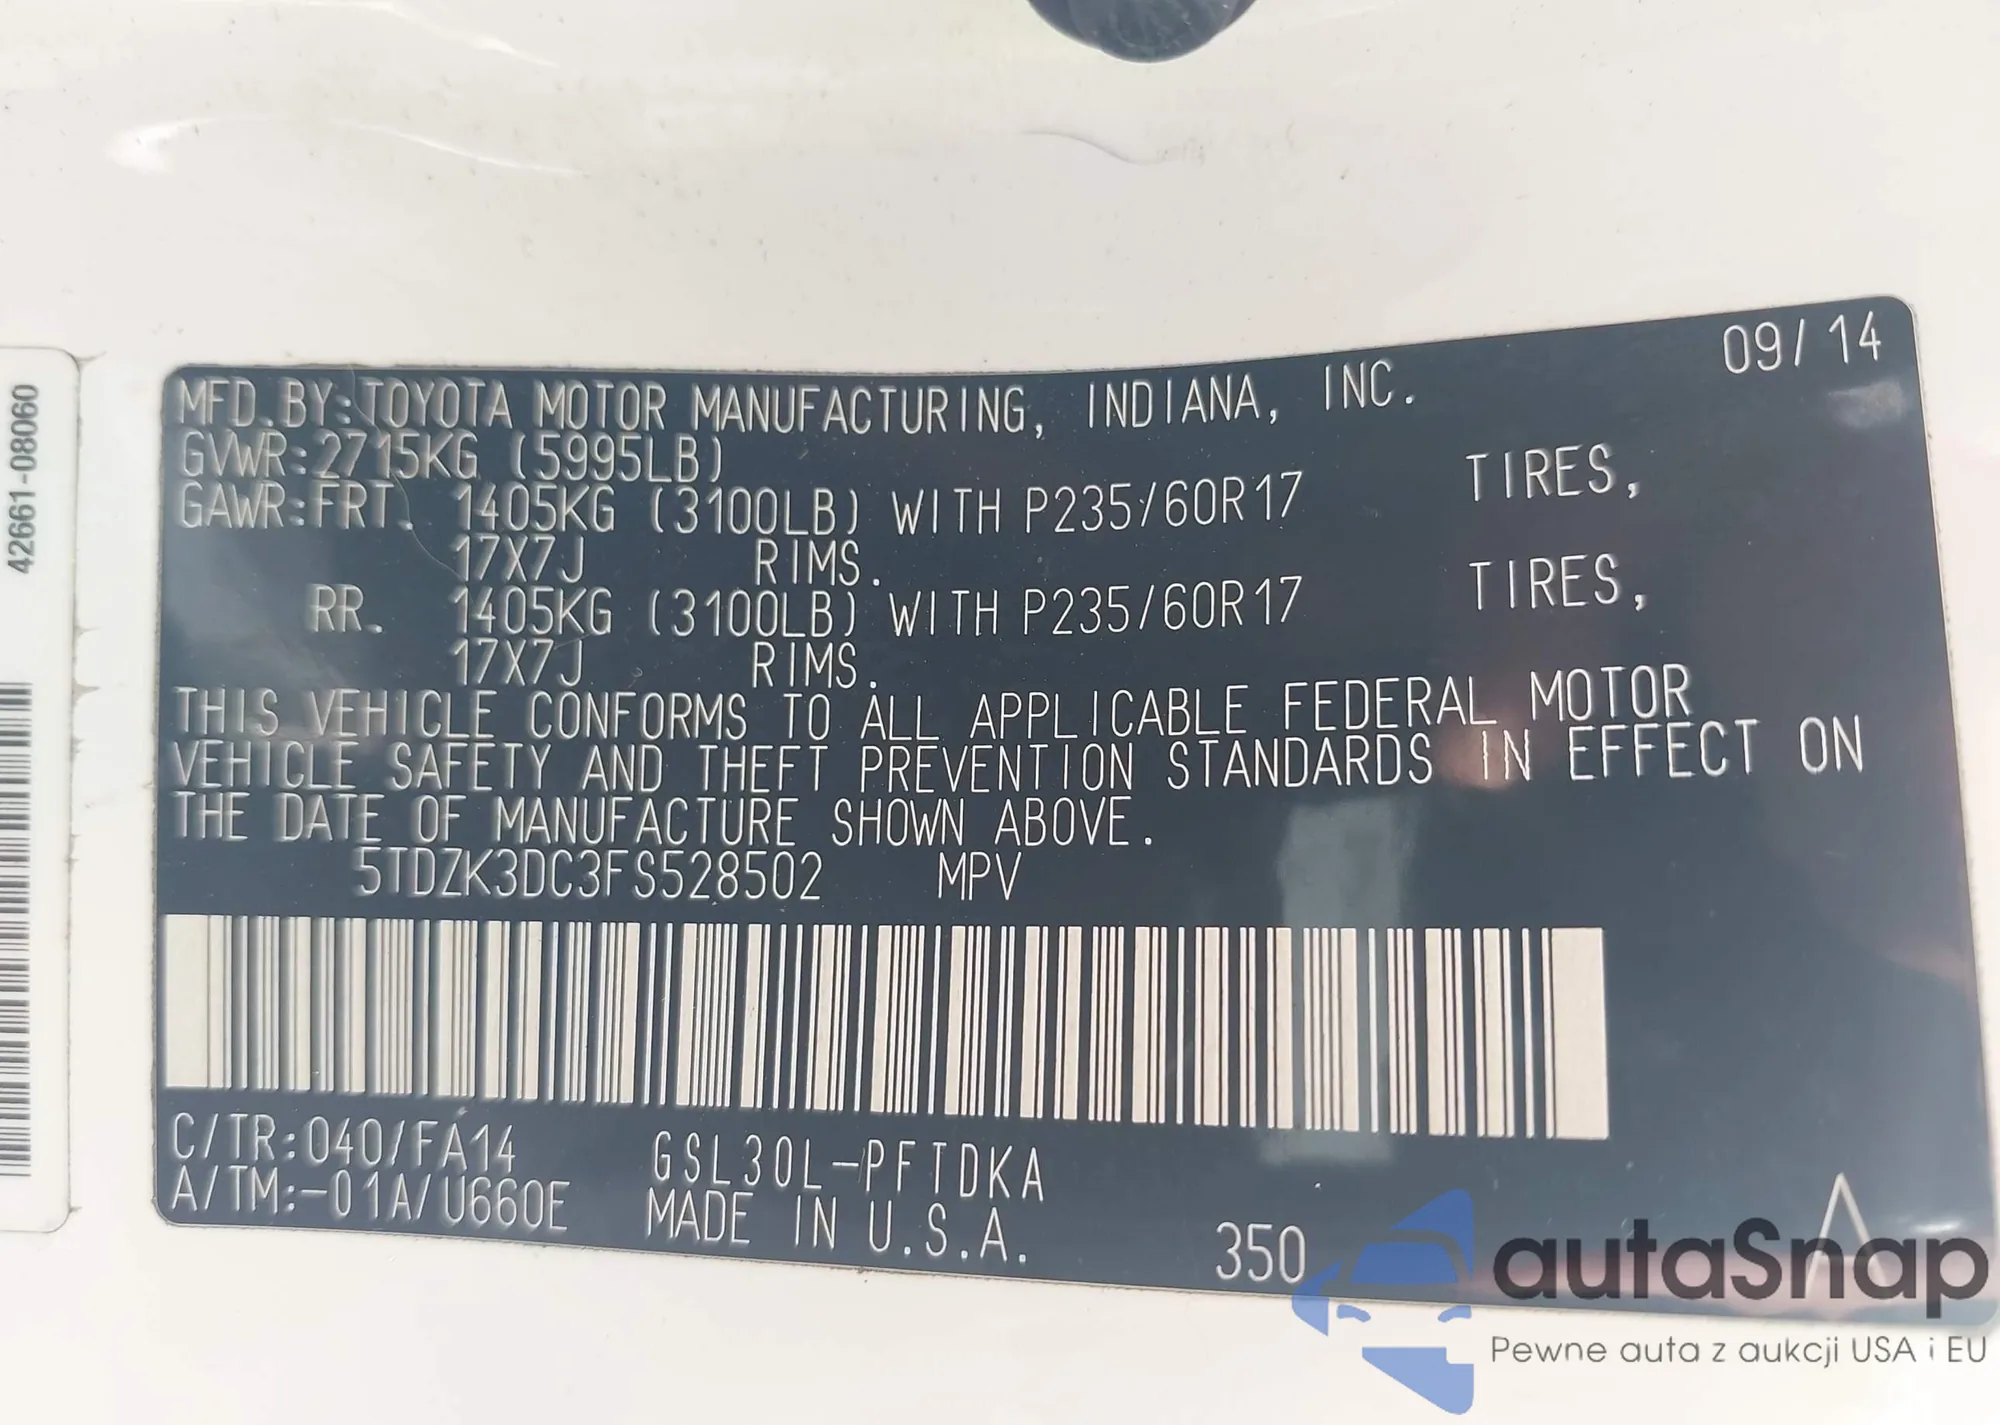 09/14
MFD.BY:TOYOTA MOTOR MANUFACTURING, INDIANA, INC.
GVWR:2715KG (5995LB)
GAWR:FRT. 1405KG (3100LB) WITH P235/60R17 TIRES,
17X7J RIMS.
RR. 1405KG (3100LB) WITH P235/60R17 TIRES,
17X7J RIMS.
THIS VEHICLE CONFORMS TO ALL APPLICABLE FEDERAL MOTOR
VEHICLE SAFETY AND THEFT PREVENTION STANDARDS IN EFFECT ON
THE DATE OF MANUFACTURE SHOWN ABOVE.
5TDZK3DC3FS528502 MPV
C/TR:040/FA14 GSL30L-PFTDKA
A/TM:-01A/U660E MADE IN U.S.A. 350
42661-08060
autaSnap
Pewne auta z aukcji USA i EU